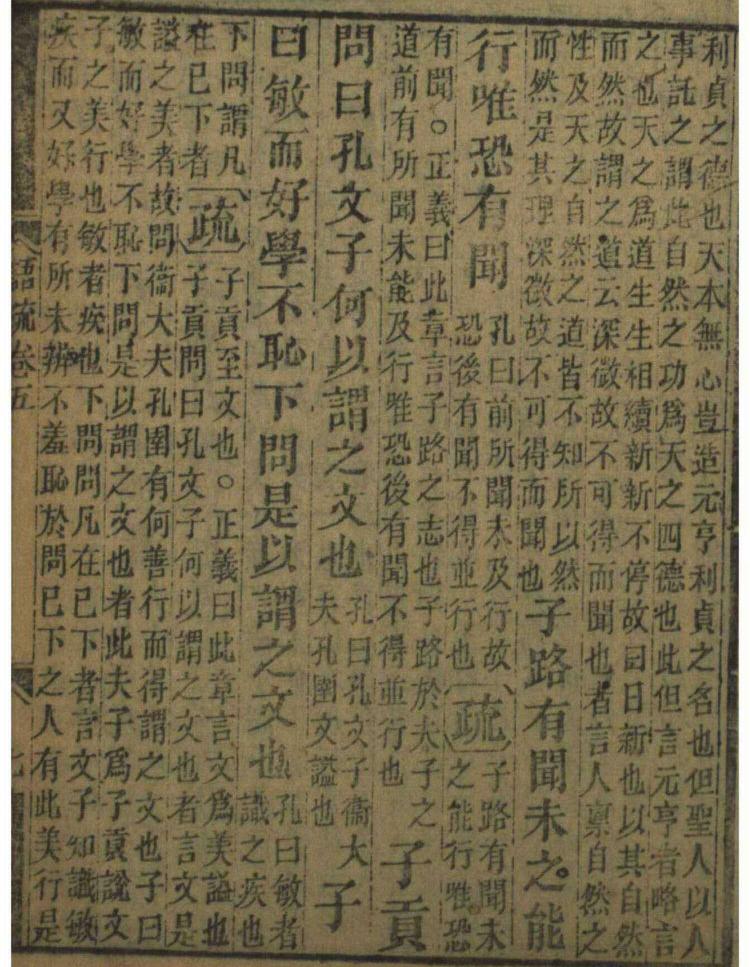 利貞之德也天本無心豈造元亨利貞之名也但聖人以人
事託之謂此自然之功爲天之四德也此但言元亨者略言
之也天之爲道生生相續新新不停故曰日新也以其自然
而然故謂之道云深微故不可得而聞也者言人稟自然之
性及天之自然之道皆不知所以然
而然是其理深微故不可得而聞也
子路有聞未之能
行唯恐有聞
孔曰前所聞未及行故
恐後有聞不得並行也
疏
子路有聞未
之能行唯恐
有聞○正義曰此章言子路之志也子路於夫子之
道前有所聞未能及行唯恐後有聞不得並行也
子貢
問曰孔文子何以謂之文也
孔曰孔文子衞大
夫孔圉文謚也
子
曰敏而好學不恥下問是以謂之文也
孔曰敏者
識之疾也
下問謂凡
在己下者
疏
子貢至文也○正義曰此章言文爲美謚也
子貢問曰孔文子何以謂之文也者言文是
謚之美者故問衞大夫孔圉有何善行而得謂之文也子曰
敏而好學不恥下問是以謂之文也者此夫子爲子貢說文
子之美行也敏者疾也下問問凡在己下者言文子知識敏
疾而又好學有所未辨不羞恥於問己下之人有此美行是
語疏卷五
七